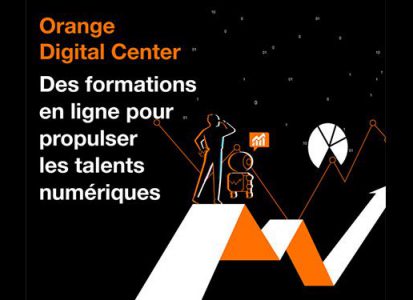 Orange
Digital Center
Des formations
en ligne pour
propulser
les talents
numériques